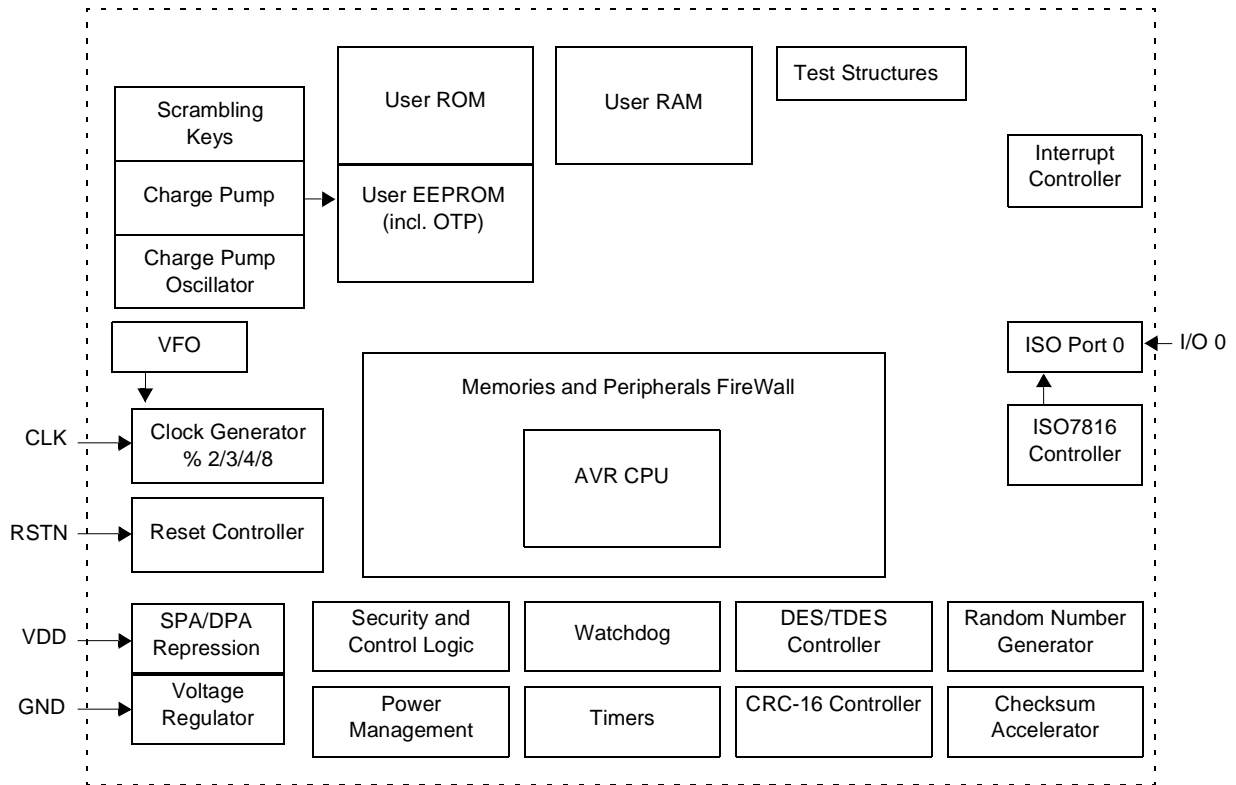 User ROM
User RAM
Test Structures
Scrambling
Keys
Charge Pump
User EEPROM
(incl. OTP)
Charge Pump
Oscillator
Interrupt
Controller
VFO
ISO Port 0
I/O 0
Memories and Peripherals FireWall
CLK
Clock Generator
% 2/3/4/8
AVR CPU
ISO7816
Controller
RSTN
Reset Controller
VDD
SPA/DPA
Repression
Security and
Control Logic
Watchdog
DES/TDES
Controller
Random Number
Generator
GND
Voltage
Regulator
Power
Management
Timers
CRC-16 Controller
Checksum
Accelerator